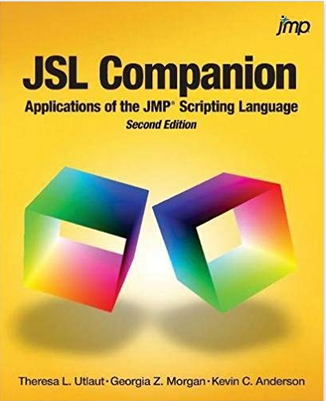 jmp
JSL Companion
Applications of the JMP® Scripting Language
Second Edition
Theresa L. Utlaut · Georgia Z. Morgan · Kevin C. Anderson